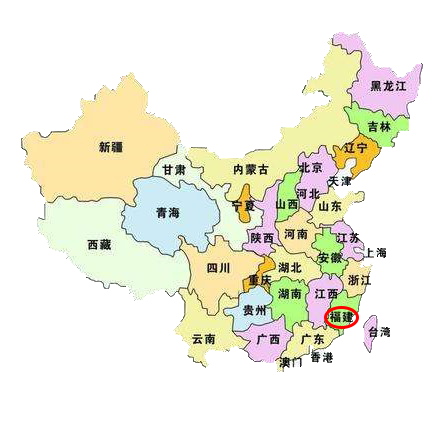 黑龙江
吉林
辽宁
新疆
甘肃
内蒙古
北京
天津
河北
山西
山东
宁夏
青海
陕西
河南
江苏
西藏
上海
安徽
四川
湖北
重庆
浙江
湖南
江西
贵州
福建
云南
广西
广东
台湾
香港
澳门